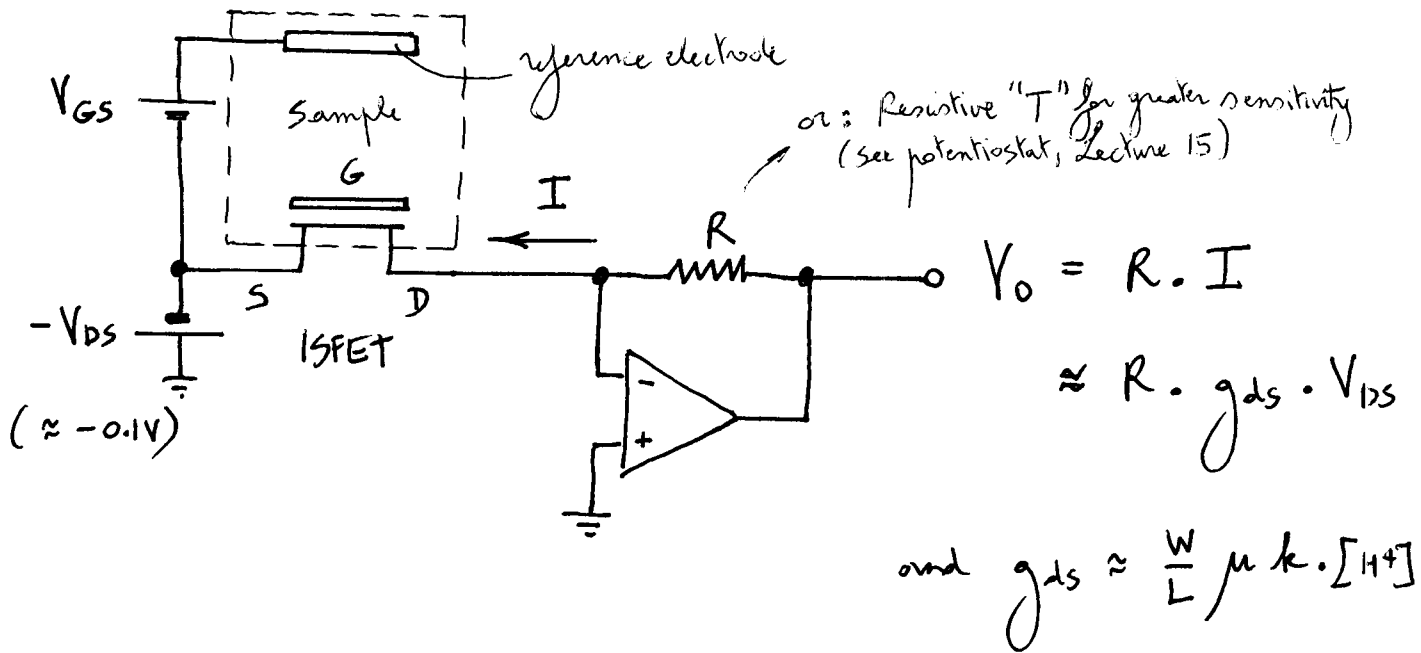 reference electrode
V_GS
Sample
or: Resistive "T" for greater sensitivity
(see potentiostat, Lecture 15)
G
I
R
V_o = R. I
S
D
-V_DS
ISFET
≈ R. g_ds. V_DS
-
(≈ -0.1V)
+
and g_ds ≈ W/L μ k. [H+]